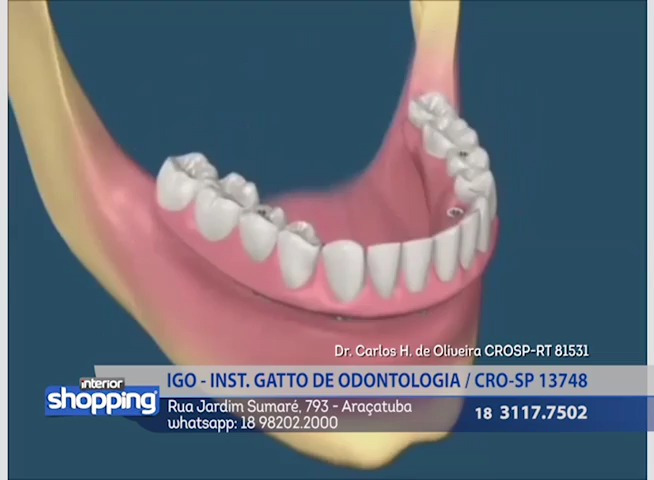 Dr. Carlos H. de Oliveira CROSP-RT 81531
IGO - INST. GATTO DE ODONTOLOGIA / CRO-SP 13748
interior
shopping
Rua Jardim Sumaré, 793 - Araçatuba
whatsapp: 18 98202.2000
18 3117.7502